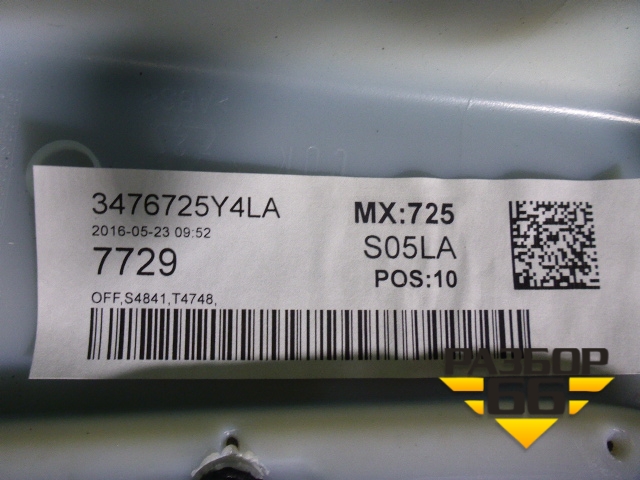 3476725Y4LA
2016-05-23 09:52
7729
OFF,S4841,T4748,
MX:725
S05LA
POS:10
РАЗБОР
66